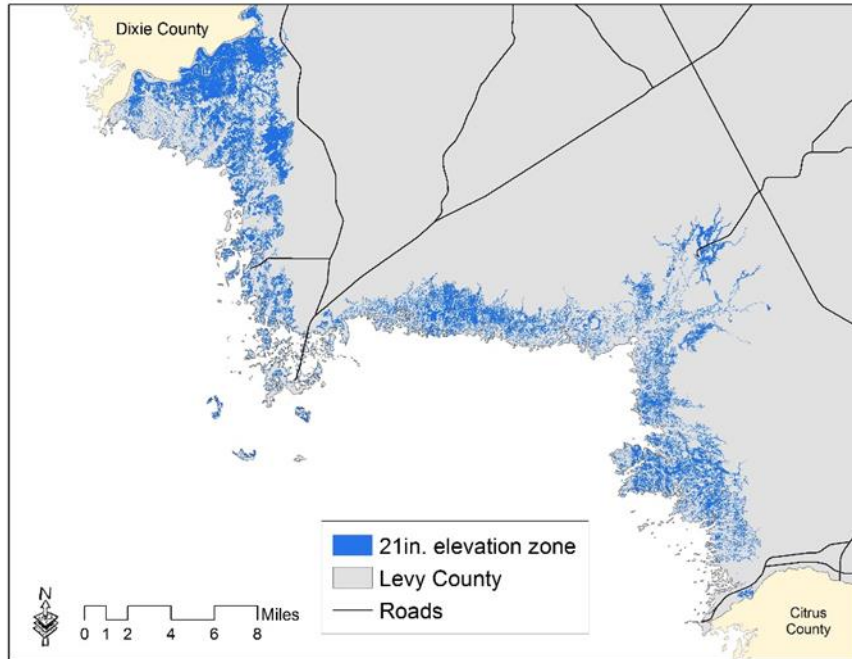 Dixie County
21in. elevation zone
Levy County
Roads
N
Miles
0 1 2 4 6 8
Citrus
County